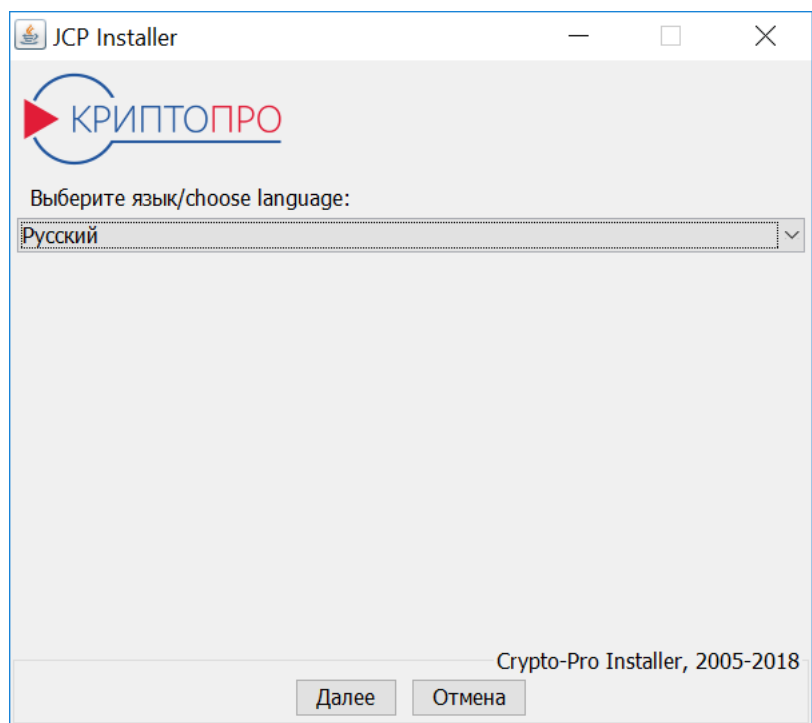 JCP Installer
КРИПТОПРО
Выберите язык/choose language:
Русский
Crypto-Pro Installer, 2005-2018
Далее
Отмена